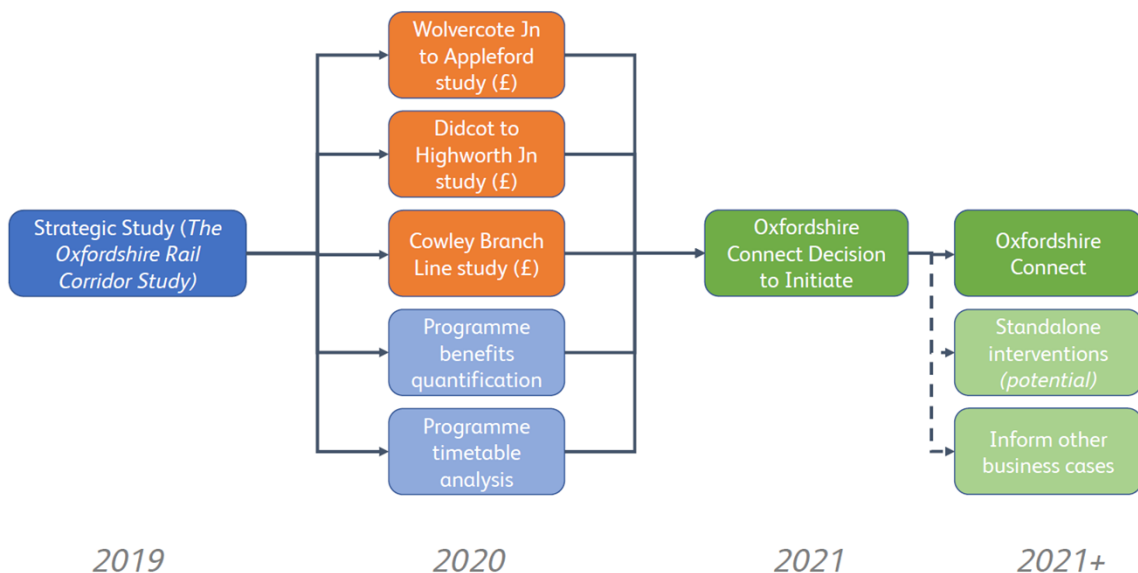 Strategic Study (The
Oxfordshire Rail
Corridor Study)
Wolvercote Jn
to Appleford
study (£)
Didcot to
Highworth Jn
study (£)
Cowley Branch
Line study (£)
Programme
benefits
quantification
Programme
timetable
analysis
Oxfordshire
Connect Decision
to Initiate
Oxfordshire
Connect
Standalone
interventions
(potential)
Inform other
business cases
2019
2020
2021
2021+